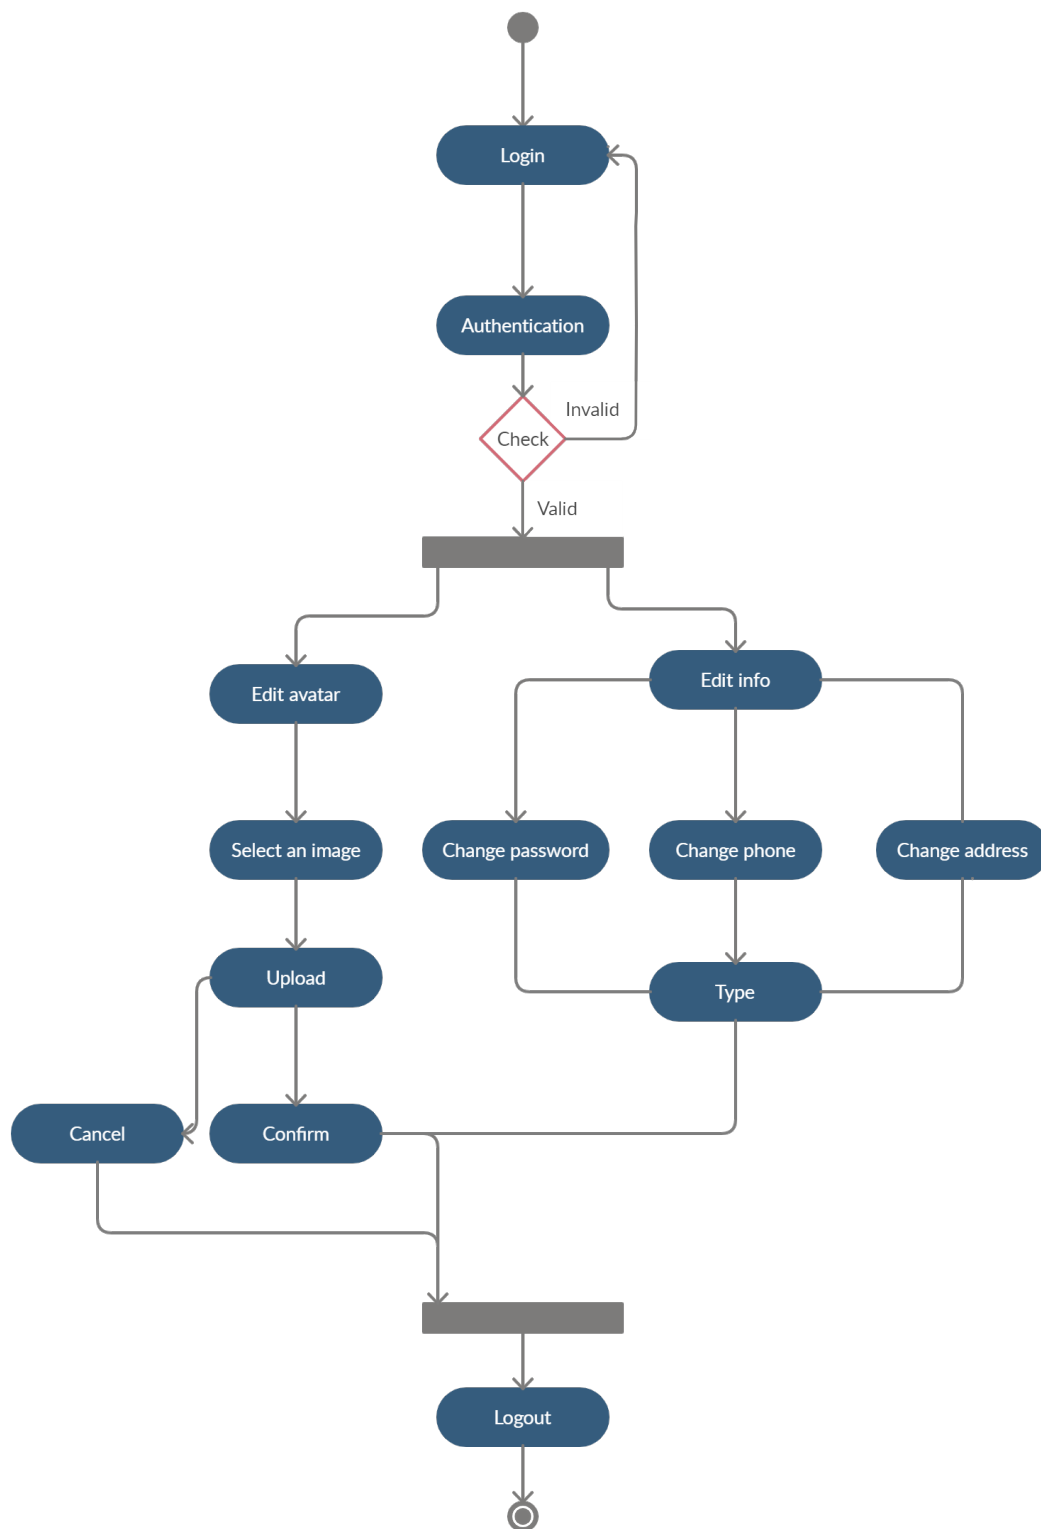 Login
Authentication
Invalid
Check
Valid
Edit info
Edit avatar
Select an image
Change password
Change phone
Change address
Upload
Type
Cancel
Confirm
Logout